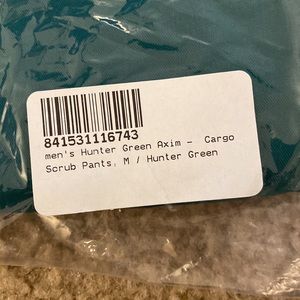 841531116743
men's Hunter Green Axim - Cargo
Scrub Pants, M / Hunter Green